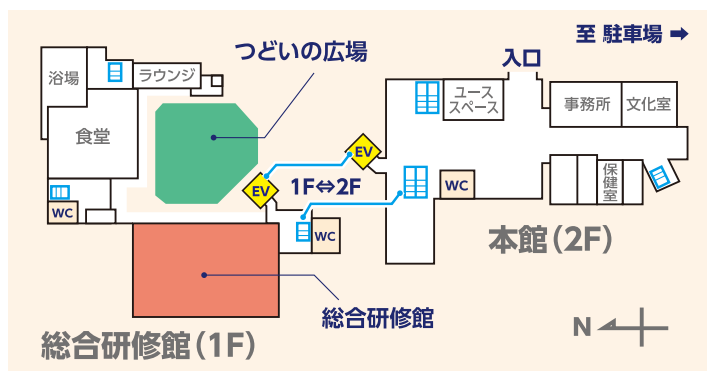 至 駐車場
つどいの広場
入口
浴場
ラウンジ
ユース
スペース
事務所
文化室
食堂
EV
1F⇔2F
EV
WC
保健室
WC
WC
本館(2F)
総合研修館
総合研修館(1F)
N